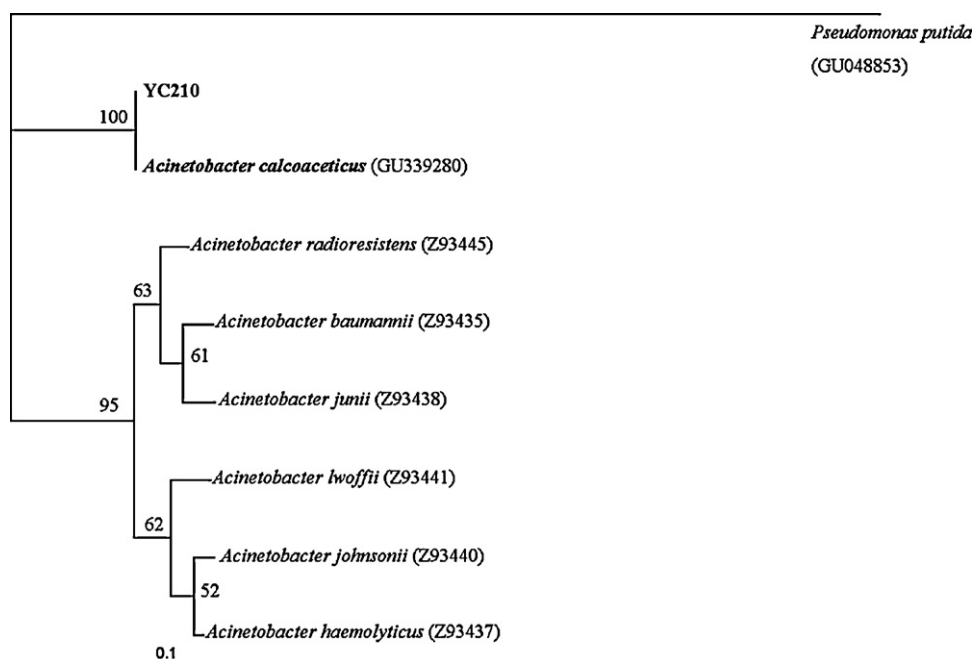 Pseudomonas putida
(GU048853)
YC210
100
Acinetobacter calcoaceticus (GU339280)
Acinetobacter radioresistens (Z93445)
63
Acinetobacter baumannii (Z93435)
61
Acinetobacter junii (Z93438)
95
Acinetobacter lwoffii (Z93441)
62
Acinetobacter johnsonii (Z93440)
52
Acinetobacter haemolyticus (Z93437)
0.1